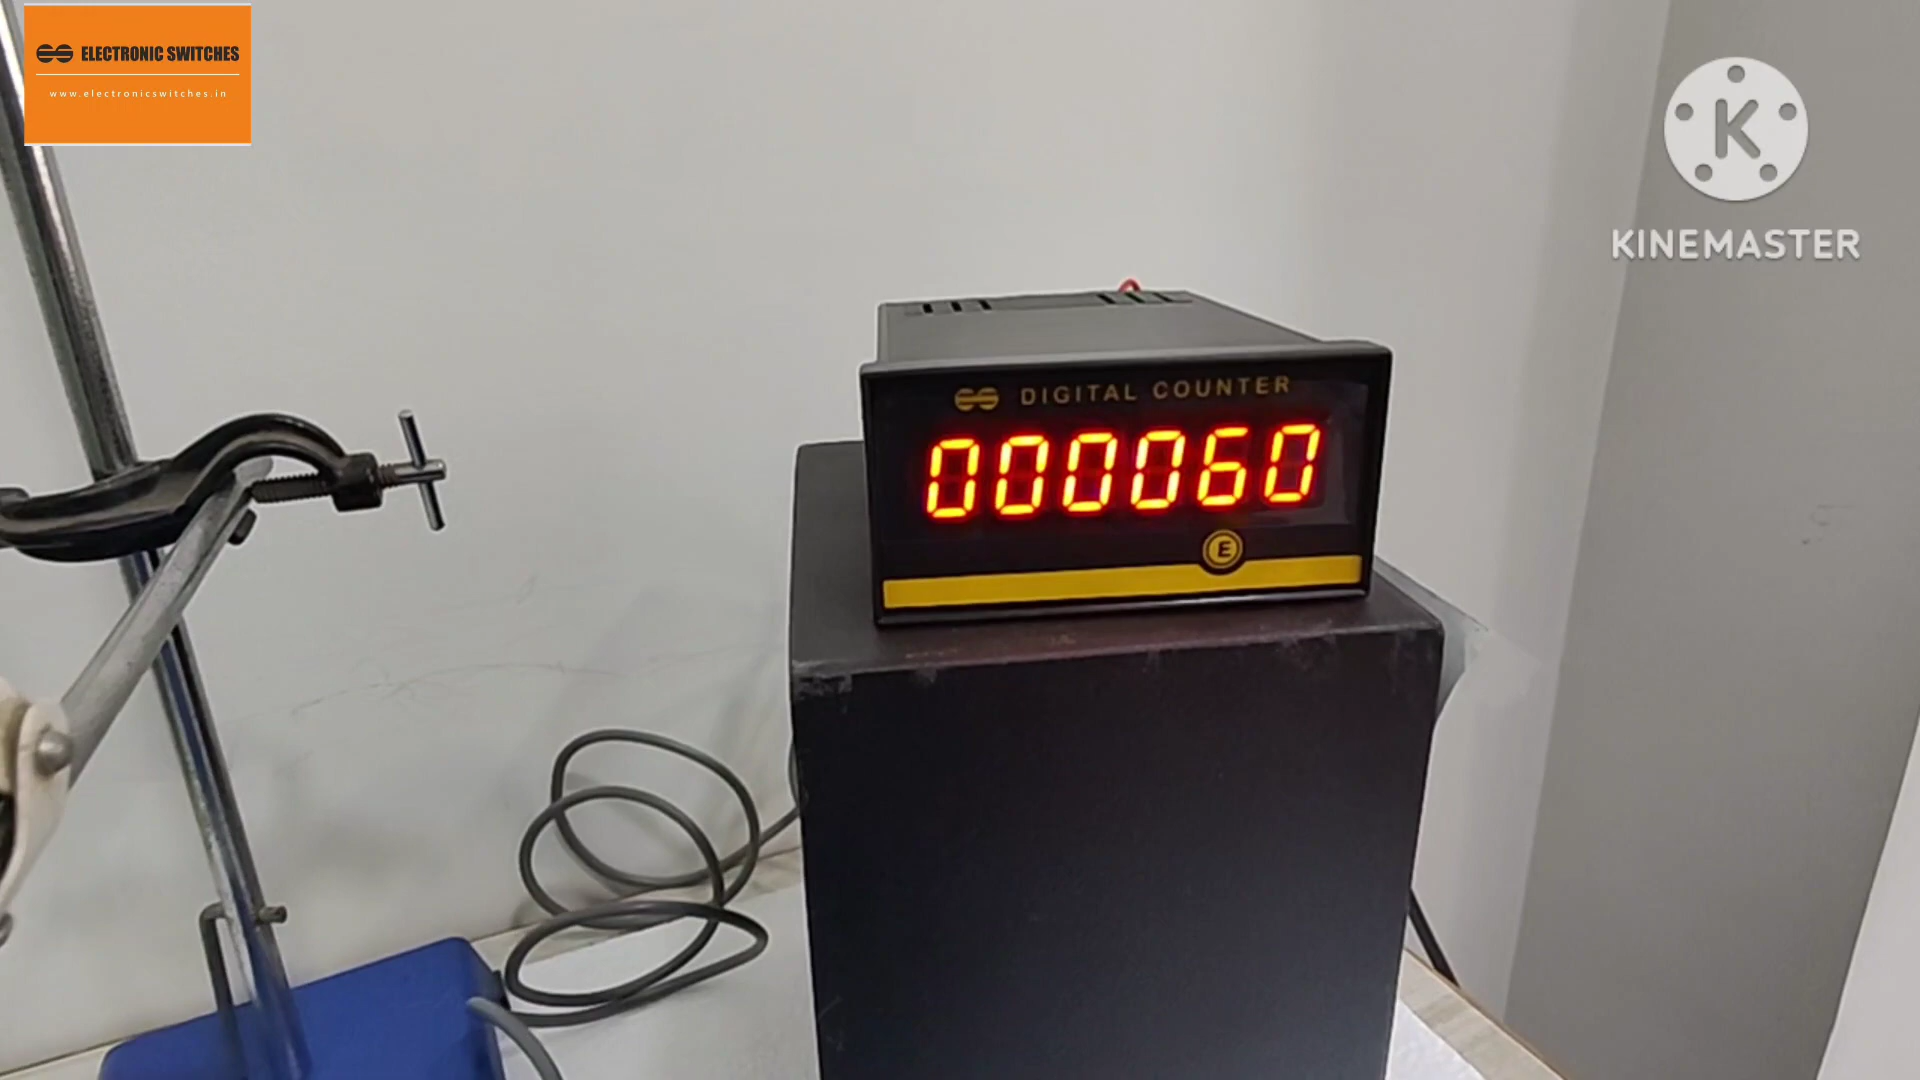 ELECTRONIC SWITCHES
www.electronicswitches.in
K
KINEMASTER
DIGITAL COUNTER
000060
E